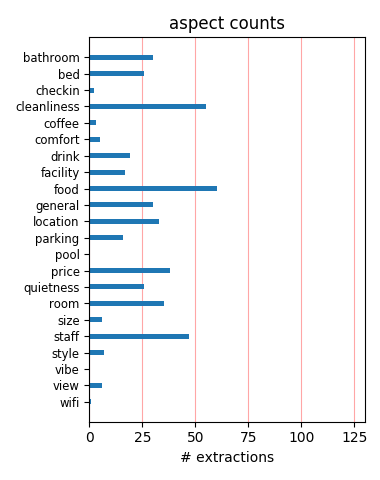 aspect counts
bathroom
bed
checkin
cleanliness
coffee
comfort
drink
facility
food
general
location
parking
pool
price
quietness
room
size
staff
style
vibe
view
wifi
0 25 50 75 100 125
# extractions